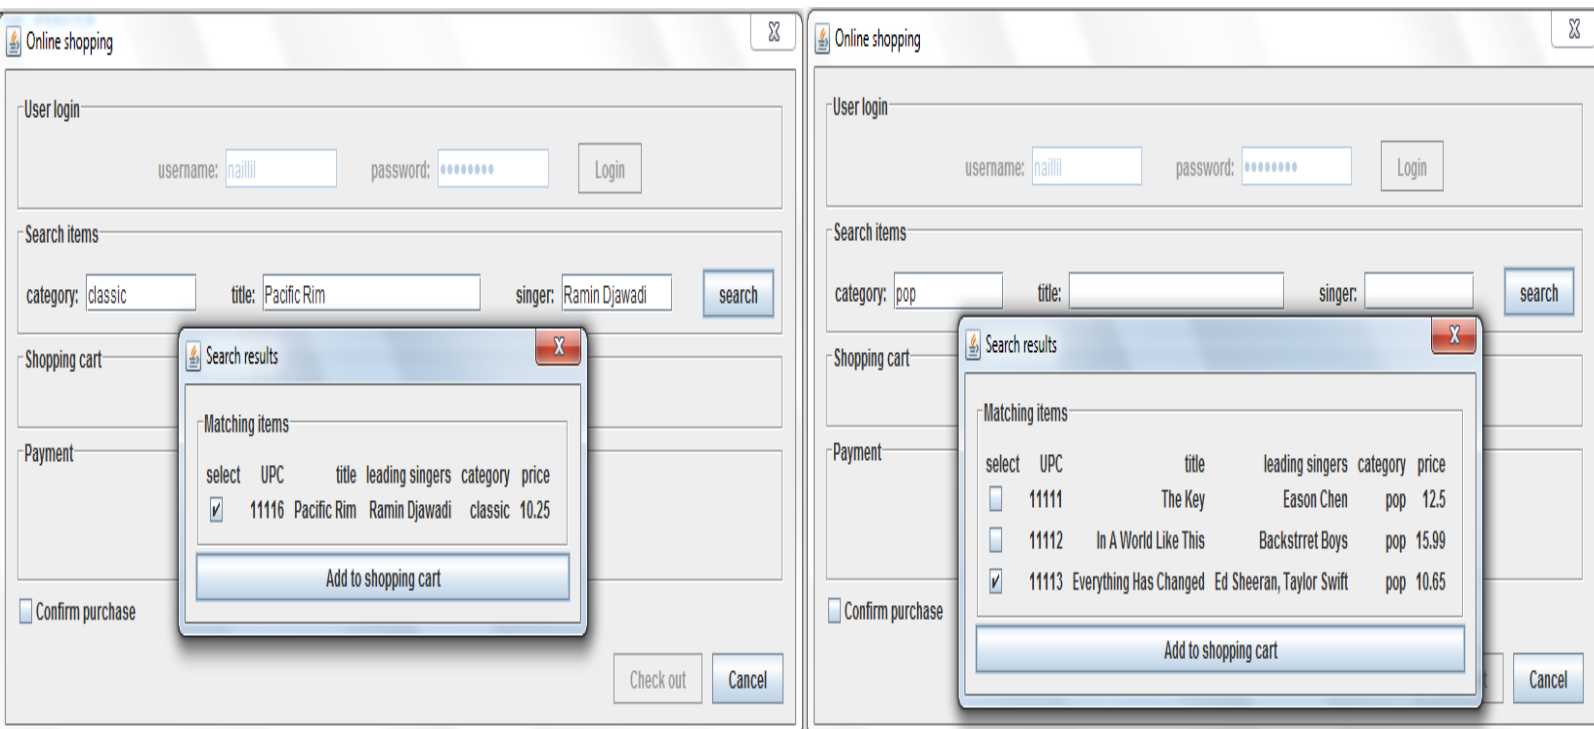 Online shopping
User login
username: naillil password: •••••••• Login
Search items
category: classic title: Pacific Rim singer: Ramin Djawadi search
Shopping cart
Payment
Confirm purchase
Check out Cancel
Search results
Matching items
select UPC title leading singers category price
11116 Pacific Rim Ramin Djawadi classic 10.25
Add to shopping cart
Online shopping
User login
username: naillil password: •••••••• Login
Search items
category: pop title: singer: search
Shopping cart
Payment
Confirm purchase
Cancel
Search results
Matching items
select UPC title leading singers category price
11111 The Key Eason Chen pop 12.5
11112 In A World Like This Backstrret Boys pop 15.99
11113 Everything Has Changed Ed Sheeran, Taylor Swift pop 10.65
Add to shopping cart